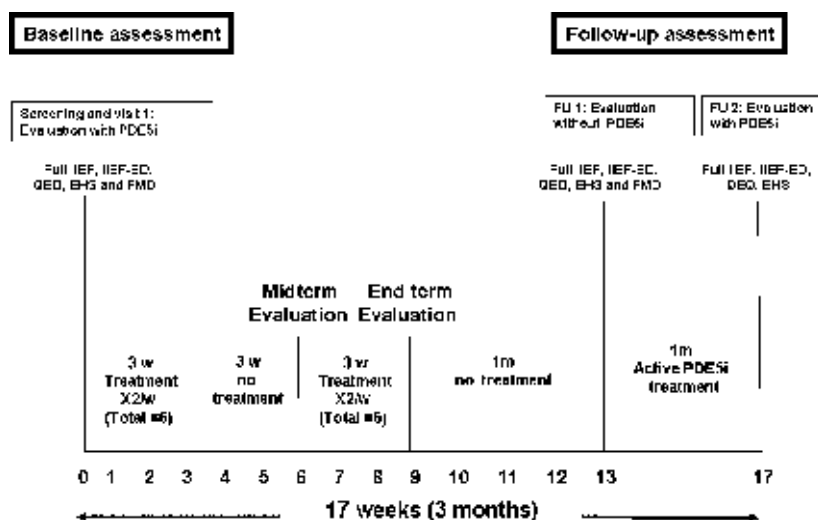 Baseline assessment
Follow-up assessment
Screening and visit 1:
Evaluation with PDE5i
FU 1: Evaluation
without PDE5i
FU 2: Evaluation
with PDE5i
Full IIEF, IIEF-ED,
QEQ, EHS and FMD
Full IIEF, IIEF-ED,
QEQ, EHS and FMD
Full IIEF, IIEF-ED,
EHS
Midterm
Evaluation
End term
Evaluation
3 w
Treatment
X2/w
(Total =6)
3 w
no
treatment
3 w
Treatment
X2/w
(Total =6)
1m
no treatment
1m
Active PDE5i
treatment
0 1 2 3 4 5 6 7 8 9 10 11 12 13 17
17 weeks (3 months)